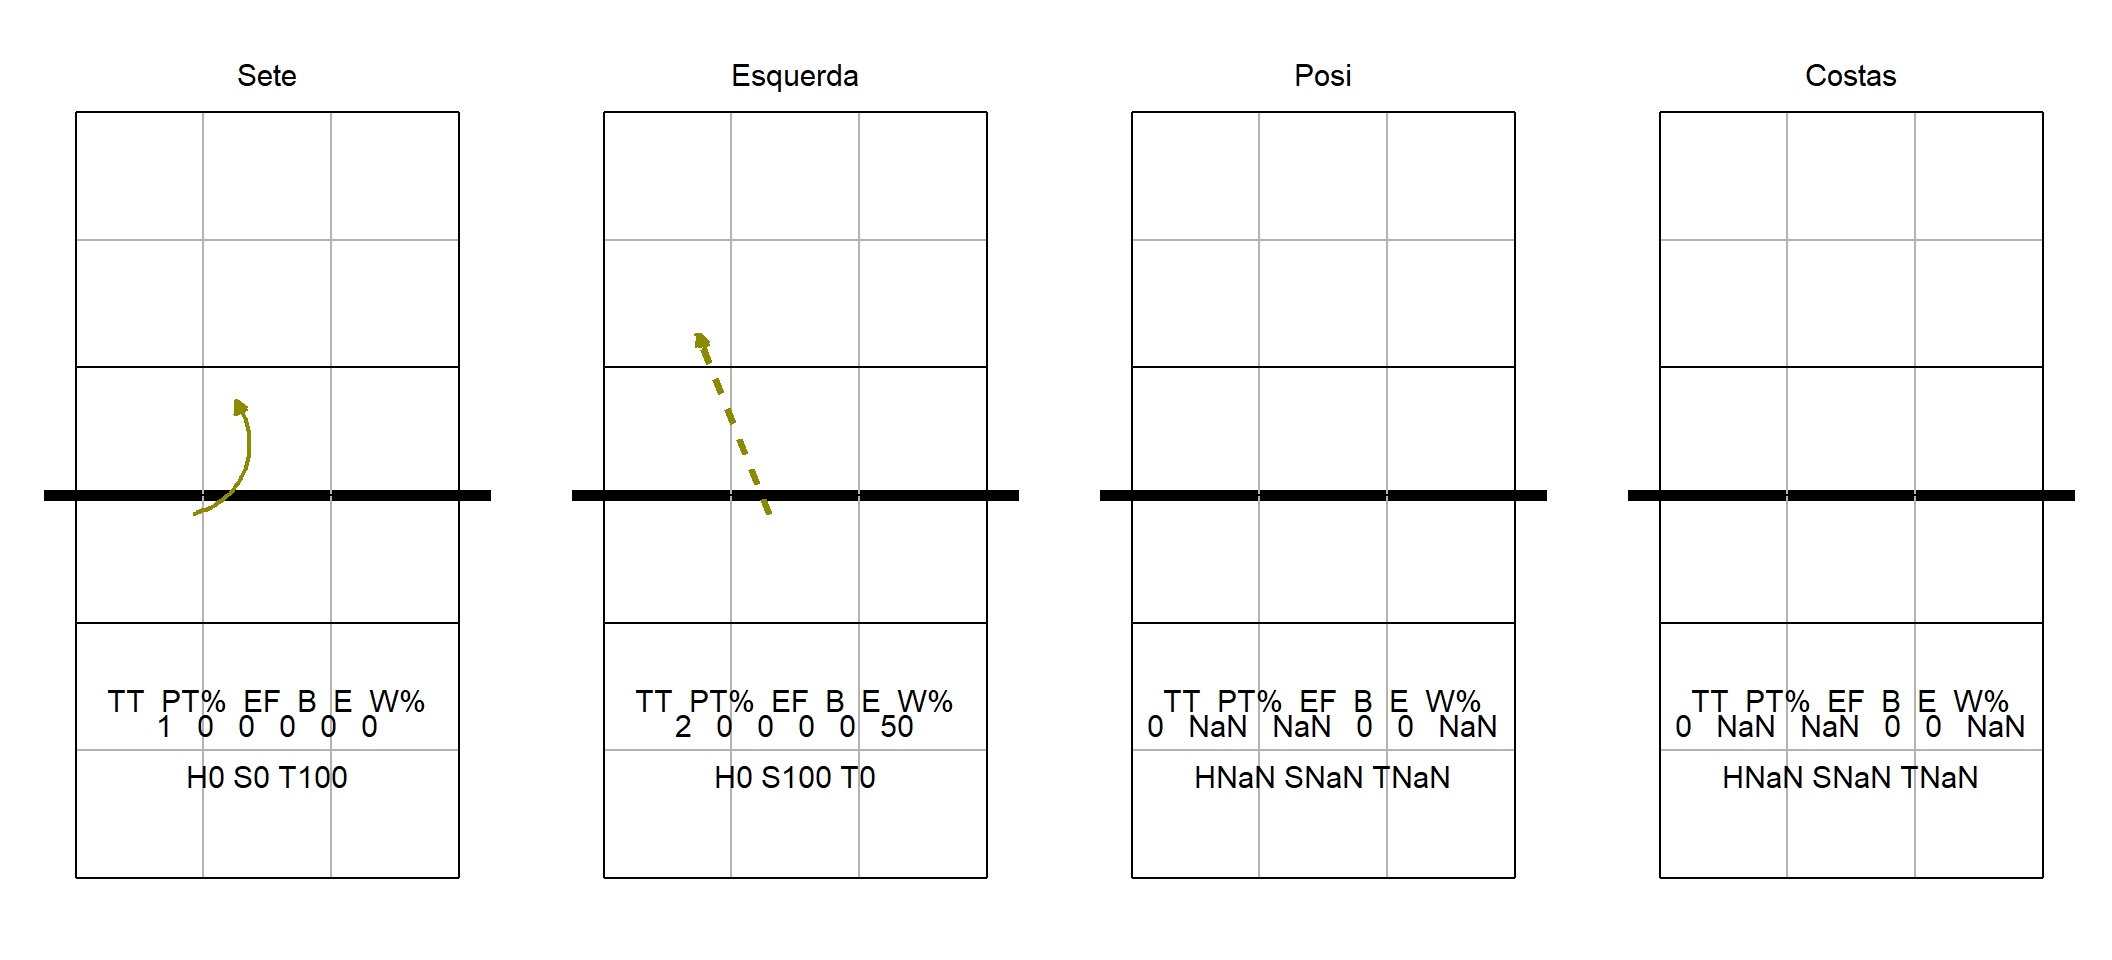 Sete
TT PT% EF B E W%
1 0 0 0 0 0
H0 S0 T100
Esquerda
TT PT% EF B E W%
2 0 0 0 0 50
H0 S100 T0
Posi
TT PT% EF B E W%
0 NaN NaN 0 0 NaN
HNaN SNaN TNaN
Costas
TT PT% EF B E W%
0 NaN NaN 0 0 NaN
HNaN SNaN TNaN